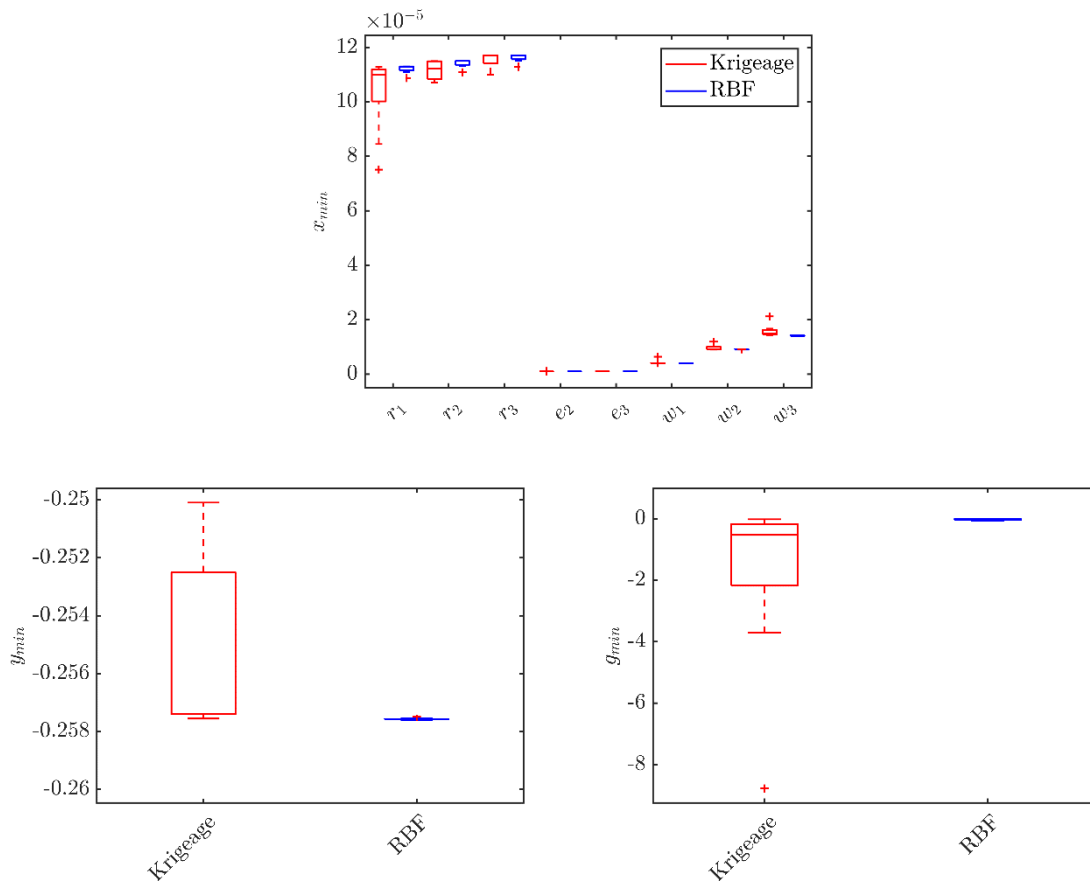 ×10⁻⁵
12
10
8
6
4
2
0
x_min
Krigeage
RBF
r₁ r₂ r₃ e₂ e₃ w₁ w₂ w₃
-0.25
-0.252
-0.254
-0.256
-0.258
-0.26
y_min
Krigeage RBF
0
-2
-4
-6
-8
g_min
Krigeage RBF